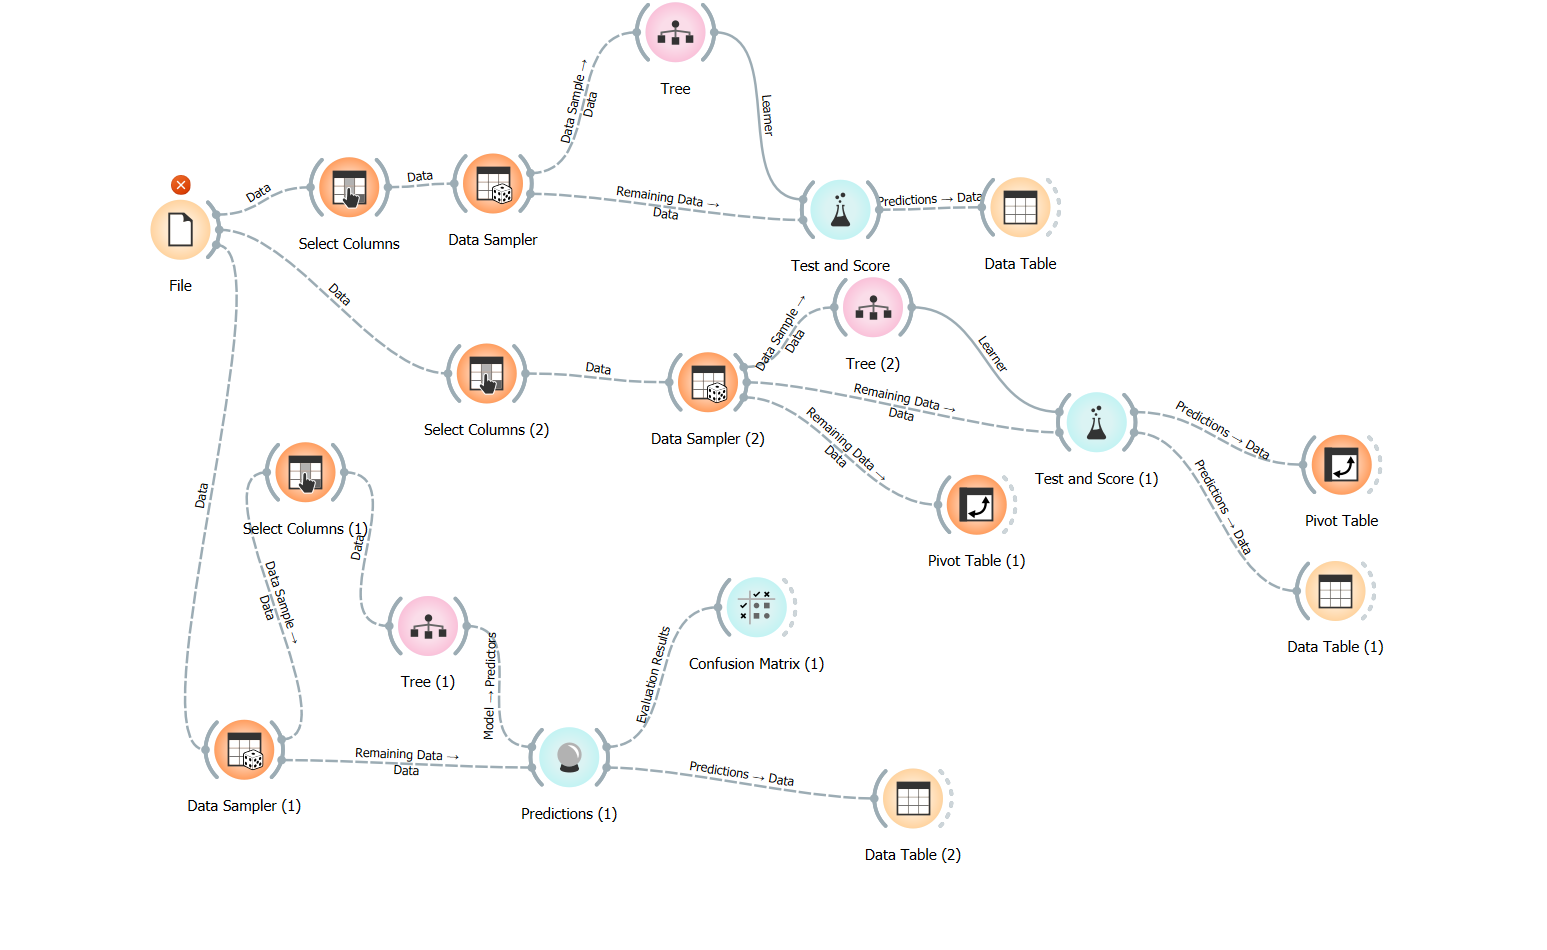 Tree
Data Sample →
Data
Learner
Data
Data
Remaining Data →
Data
Predictions → Data
File
Select Columns
Data Sampler
Test and Score
Data Table
Data
Data Sample →
Data
Tree (2)
Learner
Data
Remaining Data →
Data
Remaining Data →
Data
Select Columns (2)
Data Sampler (2)
Predictions → Data
Test and Score (1)
Predictions → Data
Pivot Table
Data
Select Columns (1)
Data
Pivot Table (1)
Data Sample →
Data
Data Table (1)
Tree (1)
Model → Predictors
Evaluation Results
Confusion Matrix (1)
Remaining Data →
Data
Predictions → Data
Data Sampler (1)
Predictions (1)
Data Table (2)